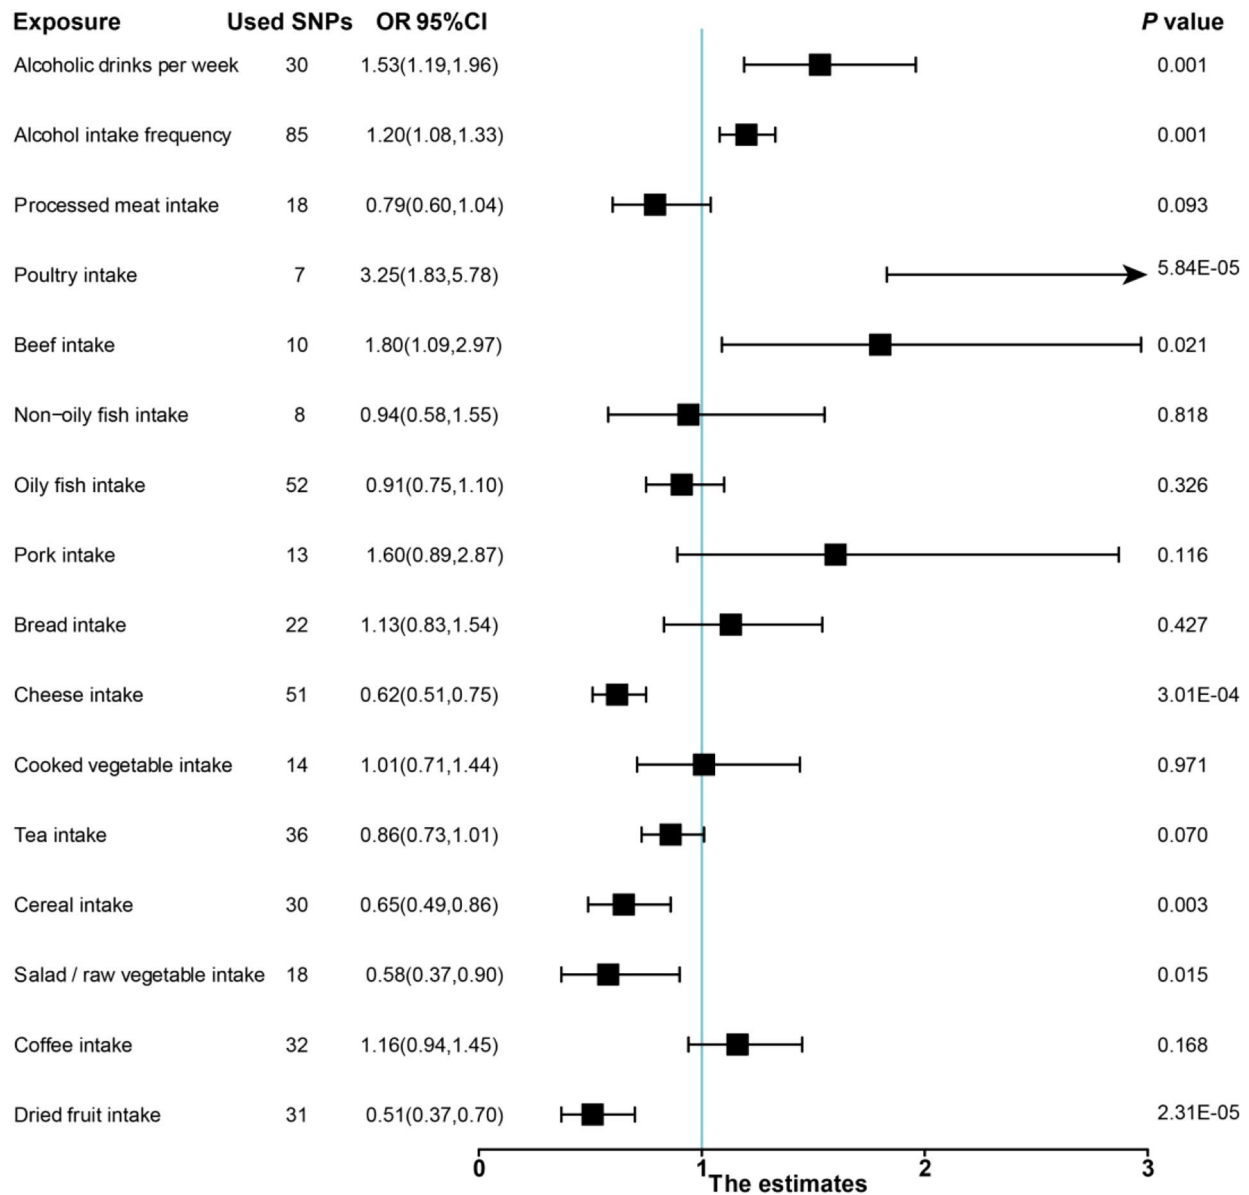 Exposure Used SNPs OR 95%CI P value
Alcoholic drinks per week 30 1.53(1.19,1.96) 0.001
Alcohol intake frequency 85 1.20(1.08,1.33) 0.001
Processed meat intake 18 0.79(0.60,1.04) 0.093
Poultry intake 7 3.25(1.83,5.78) 5.84E-05
Beef intake 10 1.80(1.09,2.97) 0.021
Non−oily fish intake 8 0.94(0.58,1.55) 0.818
Oily fish intake 52 0.91(0.75,1.10) 0.326
Pork intake 13 1.60(0.89,2.87) 0.116
Bread intake 22 1.13(0.83,1.54) 0.427
Cheese intake 51 0.62(0.51,0.75) 3.01E-04
Cooked vegetable intake 14 1.01(0.71,1.44) 0.971
Tea intake 36 0.86(0.73,1.01) 0.070
Cereal intake 30 0.65(0.49,0.86) 0.003
Salad / raw vegetable intake 18 0.58(0.37,0.90) 0.015
Coffee intake 32 1.16(0.94,1.45) 0.168
Dried fruit intake 31 0.51(0.37,0.70) 2.31E-05
0 1 2 3
The estimates